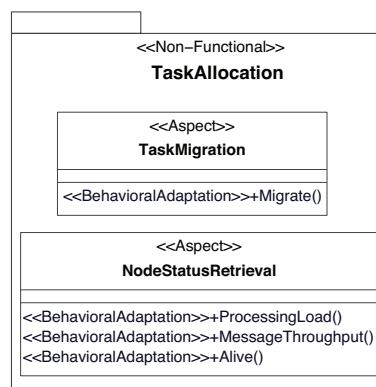 <<Non−Functional>>
TaskAllocation
<<Aspect>>
TaskMigration
<<BehavioralAdaptation>>+Migrate()
<<Aspect>>
NodeStatusRetrieval
<<BehavioralAdaptation>>+ProcessingLoad()
<<BehavioralAdaptation>>+MessageThroughput()
<<BehavioralAdaptation>>+Alive()